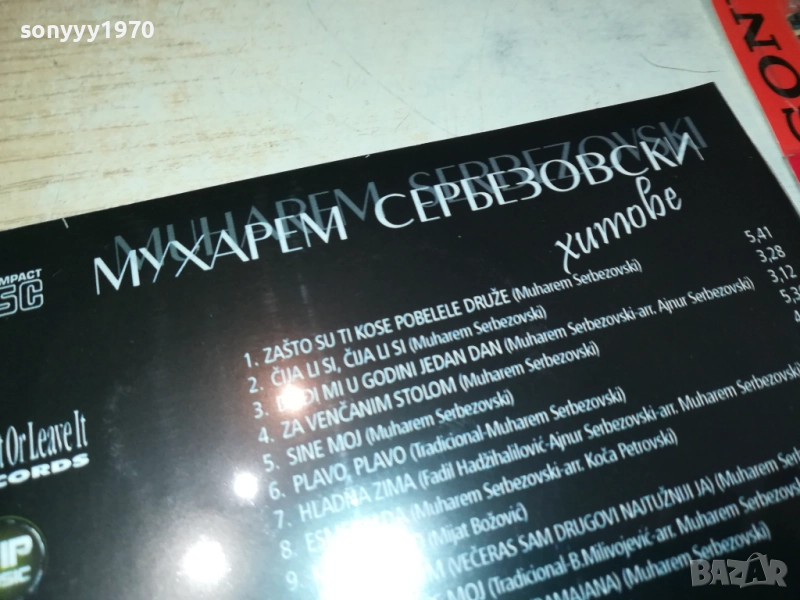 sonyyy1970
MUHAREM SERBEZOVSKI
МУХАРЕМ СЕРБЕЗОВСКИ
хитове
1. ZAŠTO SU TI KOSE POBELELE DRUŽE (Muharem Serbezovski) 5,41
2. ČIJA LI SI, ČIJA LI SI (Muharem Serbezovski) 3,28
3. MI U GODINI JEDAN DAN (Muharem Serbezovski-arr. Ajnur Serbezovski) 3,12
4. ZA VENČANIM STOLOM (Muharem Serbezovski)
5. SINE MOJ (Muharem Serbezovski)
6. PLAVO, PLAVO (Tradicional-Muharem Serbezovski)
7. HLADNA ZIMA (Fadil Hadžihalilović-Ajnur Serbezovski-arr. Muharem Serbezovski)
8. (Muharem Serbezovski-arr. Koča Petrovski)
9. (Mijat Božović)
(VEČERAS SAM DRUGOVI NAJTUŽNIJI JA) (Muharem
MOJ (Tradicional-B.Milivojević-arr. Muharem Serbezovski)
(Muharem Serbezovski)
Or Leave It
BAZAR